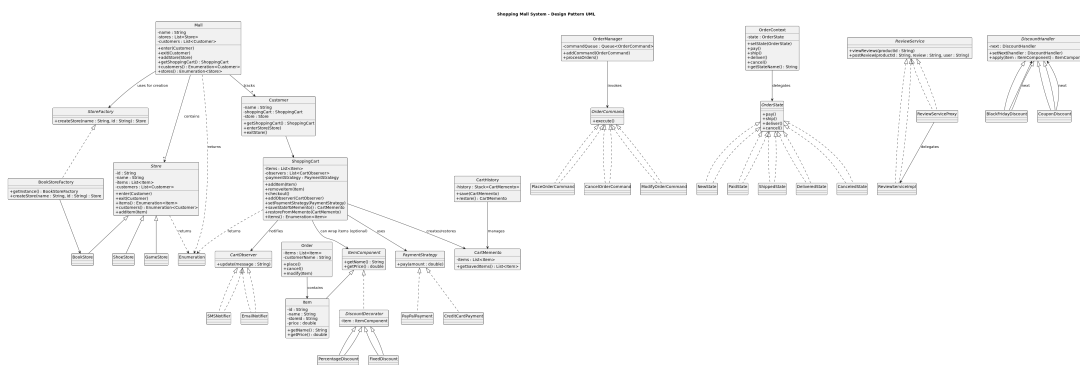 Shopping Mall System - Design Pattern UML
Mall
-name : String
-stores : List<Store>
-customers : List<Customer>
+enter(Customer)
+exit(Customer)
+addStore(Store)
+getShoppingCart() : ShoppingCart
+customers() : Enumeration<Customer>
+stores() : Enumeration<Store>
uses for creation
contains
tracks
returns
StoreFactory
+createStore(name : String, id : String) : Store
Customer
-name : String
-shoppingCart : ShoppingCart
-store : Store
+getShoppingCart() : ShoppingCart
+enterStore(Store)
+exitStore()
BookStoreFactory
+getInstance() : BookStoreFactory
+createStore(name : String, id : String) : Store
Store
-id : String
-name : String
-items : List<Item>
-customers : List<Customer>
+enter(Customer)
+exit(Customer)
+items() : Enumeration<Item>
+customers() : Enumeration<Customer>
+addItem(Item)
returns
BookStore
ShoeStore
GameStore
Enumeration
ShoppingCart
-items : List<Item>
-observers : List<CartObserver>
-paymentStrategy : PaymentStrategy
+addItem(Item)
+removeItem(Item)
+checkout()
+addObserver(CartObserver)
+setPaymentStrategy(PaymentStrategy)
+saveStateToMemento() : CartMemento
+restoreFromMemento(CartMemento)
+items() : Enumeration<Item>
returns
notifies
can wrap items (optional)
uses
creates/restores
CartObserver
+update(message : String)
SMSNotifier
EmailNotifier
Order
-items : List<Item>
-customerName : String
+place()
+cancel()
+modify(Item)
contains
Item
-id : String
-name : String
-storeId : String
-price : double
+getName() : String
+getPrice() : double
ItemComponent
+getName() : String
+getPrice() : double
DiscountDecorator
-item : ItemComponent
PercentageDiscount
FixedDiscount
PaymentStrategy
+pay(amount : double)
PayPalPayment
CreditCardPayment
CartHistory
-history : Stack<CartMemento>
+save(CartMemento)
+restore() : CartMemento
manages
CartMemento
-items : List<Item>
+getSavedItems() : List<Item>
OrderManager
-commandQueue : Queue<OrderCommand>
+addCommand(OrderCommand)
+processOrders()
invokes
OrderCommand
+execute()
PlaceOrderCommand
CancelOrderCommand
ModifyOrderCommand
OrderContext
-state : OrderState
+setState(OrderState)
+pay()
+ship()
+deliver()
+cancel()
+getStateName() : String
delegates
OrderState
+pay()
+ship()
+deliver()
+cancel()
NewState
PaidState
ShippedState
DeliveredState
CanceledState
ReviewService
+viewReviews(productId : String)
+postReview(productId : String, review : String, user : String)
ReviewServiceProxy
delegates
ReviewServiceImpl
DiscountHandler
-next : DiscountHandler
+setNext(Handler : DiscountHandler)
+apply(item : ItemComponent) : ItemCompon
next
next
BlackFridayDiscount
CouponDiscount